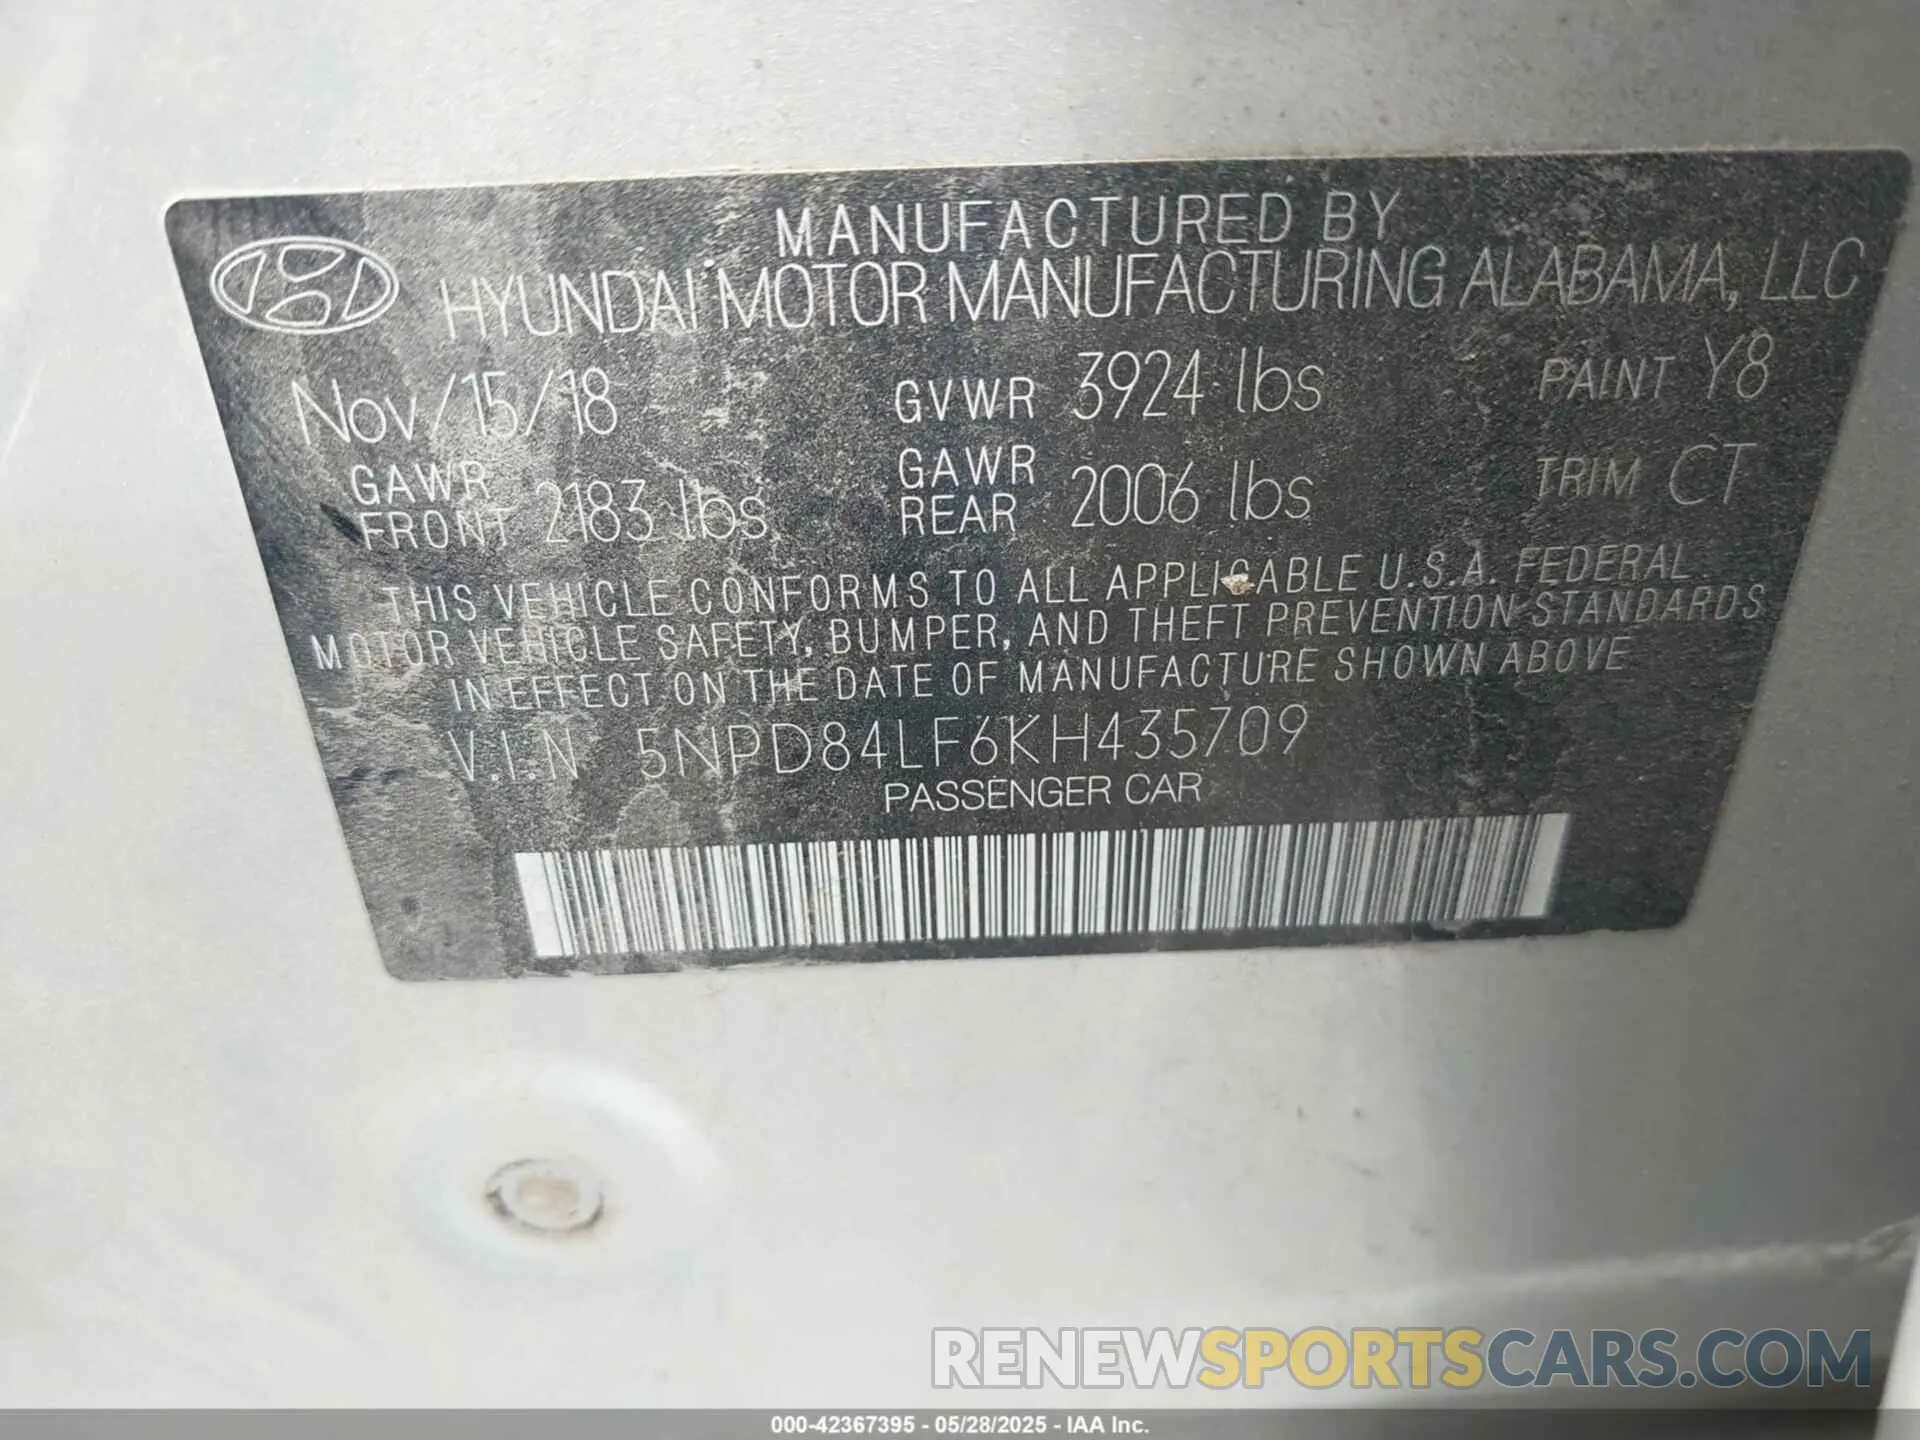 MANUFACTURED BY
HYUNDAI MOTOR MANUFACTURING ALABAMA, LLC
Nov/15/18 GVWR 3924 lbs PAINT Y8
GAWR FRONT 2183 lbs GAWR REAR 2006 lbs TRIM CT
THIS VEHICLE CONFORMS TO ALL APPLICABLE U.S.A. FEDERAL
MOTOR VEHICLE SAFETY, BUMPER, AND THEFT PREVENTION STANDARDS
IN EFFECT ON THE DATE OF MANUFACTURE SHOWN ABOVE
V.I.N 5NPD84LF6KH435709
PASSENGER CAR
RENEWSPORTSCARS.COM
000-42367395 - 05/28/2025 - IAA Inc.